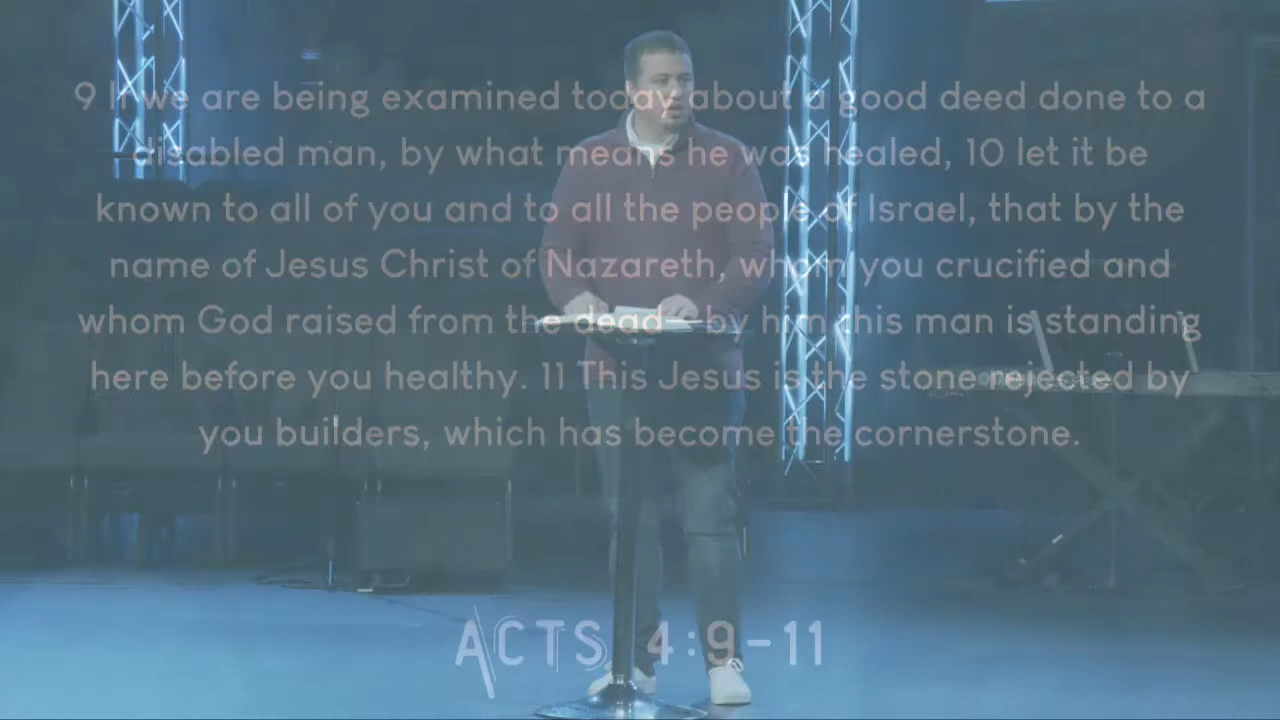 9 If we are being examined today about a good deed done to a
disabled man, by what means he was healed, 10 let it be
known to all of you and to all the people of Israel, that by the
name of Jesus Christ of Nazareth, whom you crucified and
whom God raised from the dead - by him this man is standing
here before you healthy. 11 This Jesus is the stone rejected by
you builders, which has become the cornerstone.
ACTS 4:9-11